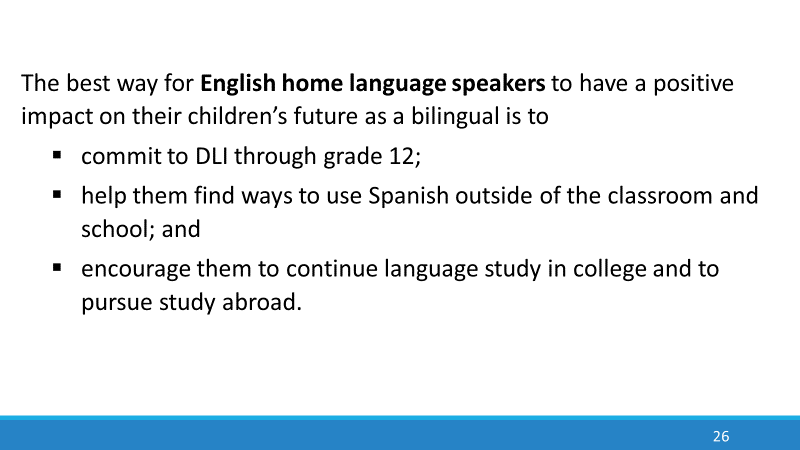 The best way for English home language speakers to have a positive
impact on their children’s future as a bilingual is to
▪ commit to DLI through grade 12;
▪ help them find ways to use Spanish outside of the classroom and
school; and
▪ encourage them to continue language study in college and to
pursue study abroad.
26